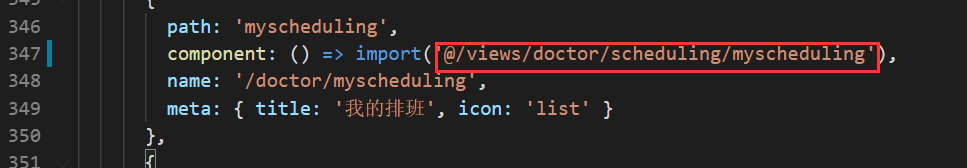 345 {
346 path: 'myscheduling',
347 component: () => import('@/views/doctor/scheduling/myscheduling'),
348 name: '/doctor/myscheduling',
349 meta: { title: '我的排班', icon: 'list' }
350 },
351 {